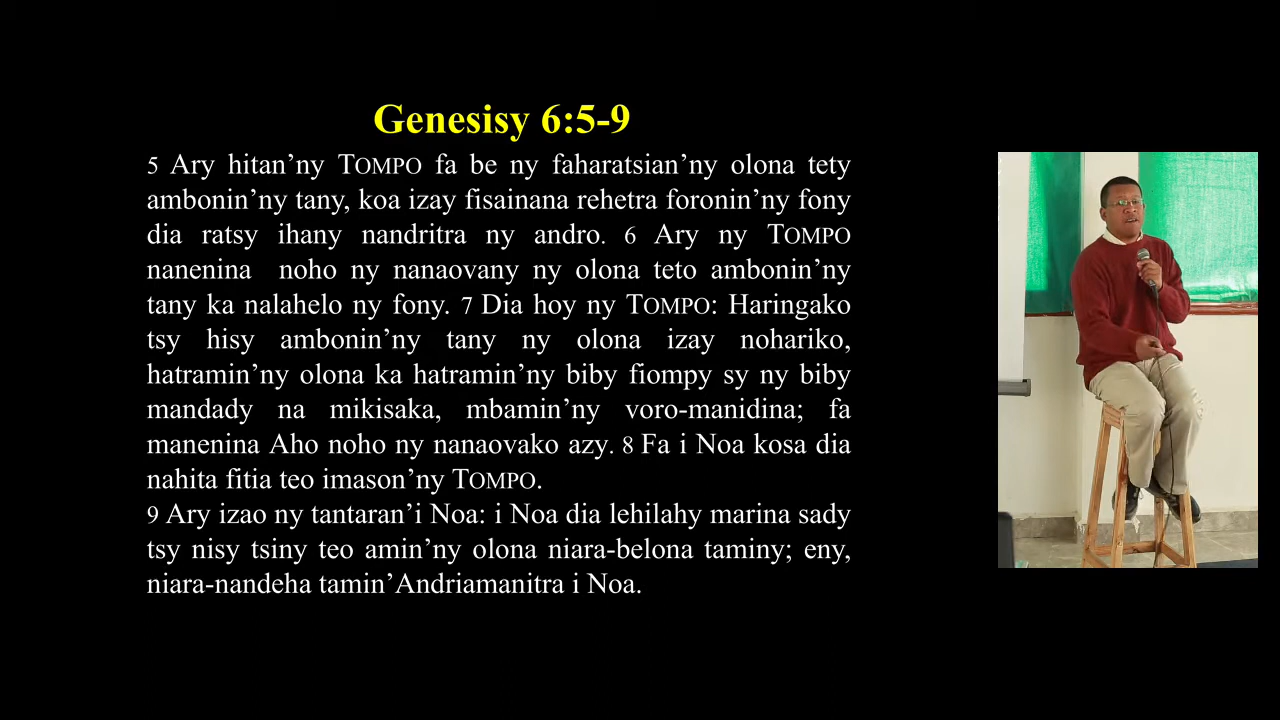 Genesisy 6:5-9
5 Ary hitan’ny TOMPO fa be ny faharatsian’ny olona tety
ambonin’ny tany, koa izay fisainana rehetra foronin’ny fony
dia ratsy ihany nandritra ny andro. 6 Ary ny TOMPO
nanenina noho ny nanaovany ny olona teto ambonin’ny
tany ka nalahelo ny fony. 7 Dia hoy ny TOMPO: Haringako
tsy hisy ambonin’ny tany ny olona izay nohariko,
hatramin’ny olona ka hatramin’ny biby fiompy sy ny biby
mandady na mikisaka, mbamin’ny voro-manidina; fa
manenina Aho noho ny nanaovako azy. 8 Fa i Noa kosa dia
nahita fitia teo imason’ny TOMPO.
9 Ary izao ny tantaran’i Noa: i Noa dia lehilahy marina sady
tsy nisy tsiny teo amin’ny olona niara-belona taminy; eny,
niara-nandeha tamin’Andriamanitra i Noa.